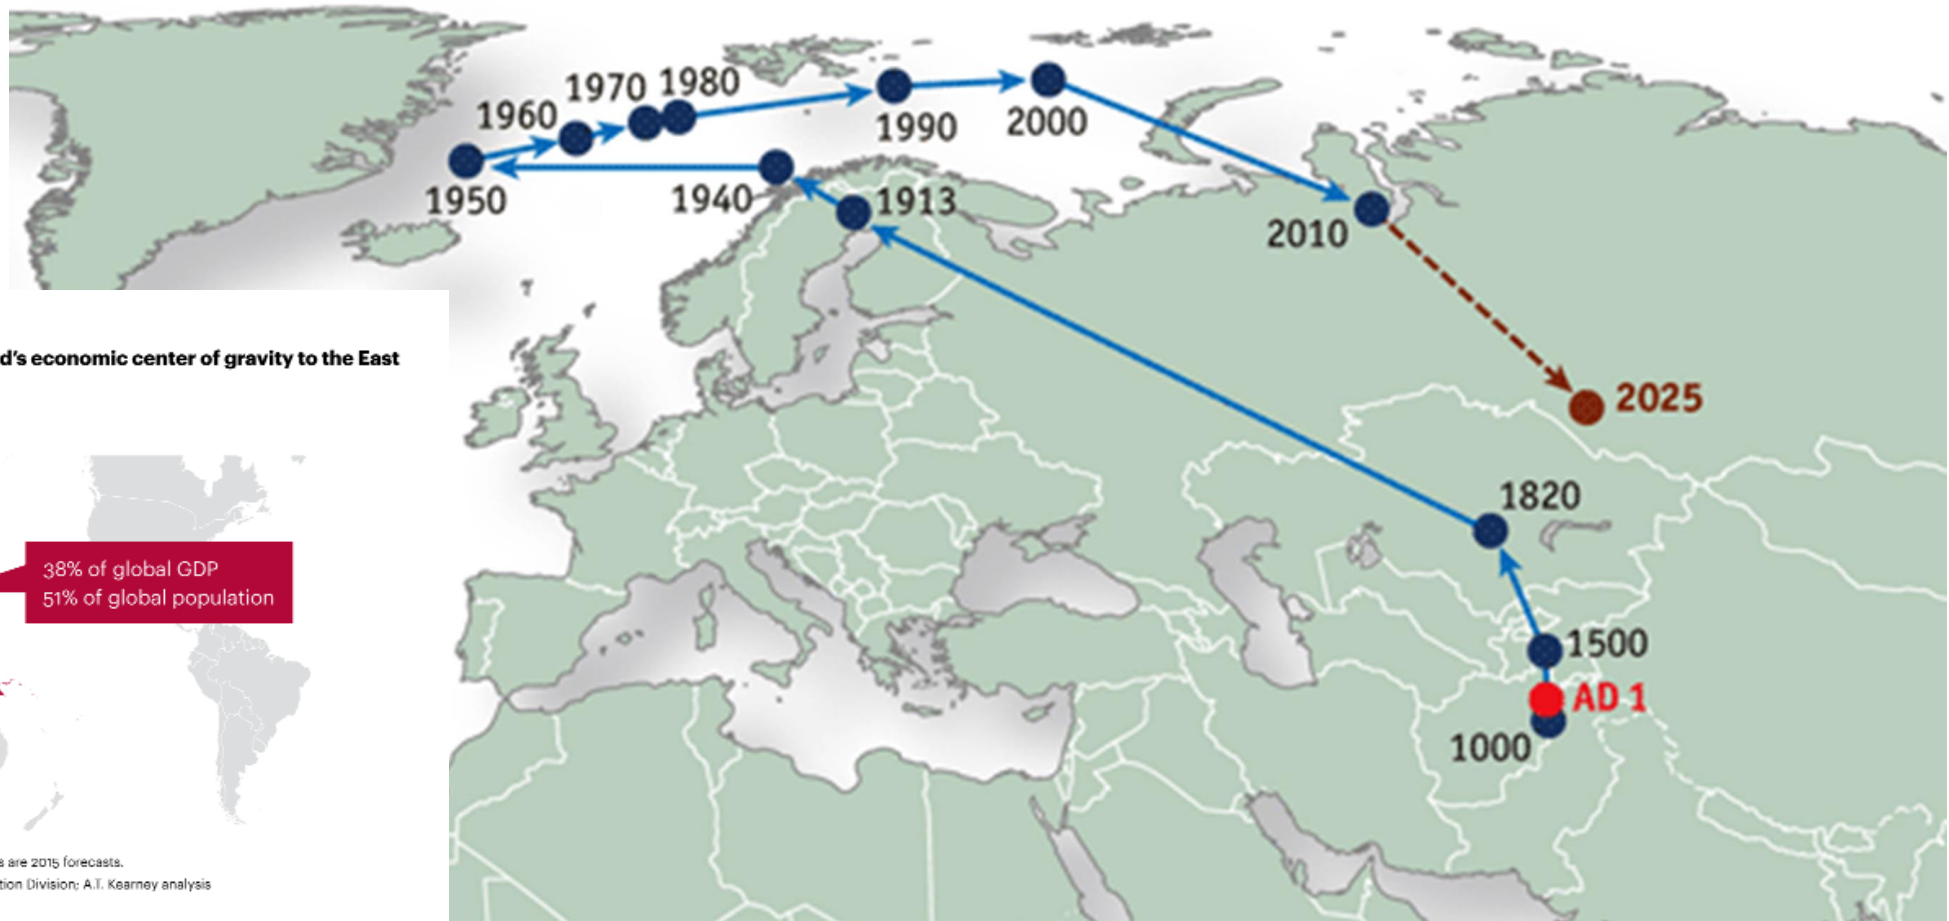 1970 1980
1960
1990
2000
1950
1940
1913
2010
d's economic center of gravity to the East
2025
1820
38% of global GDP
51% of global population
1500
AD 1
1000
s are 2015 forecasts.
tion Division; A.T. Kearney analysis